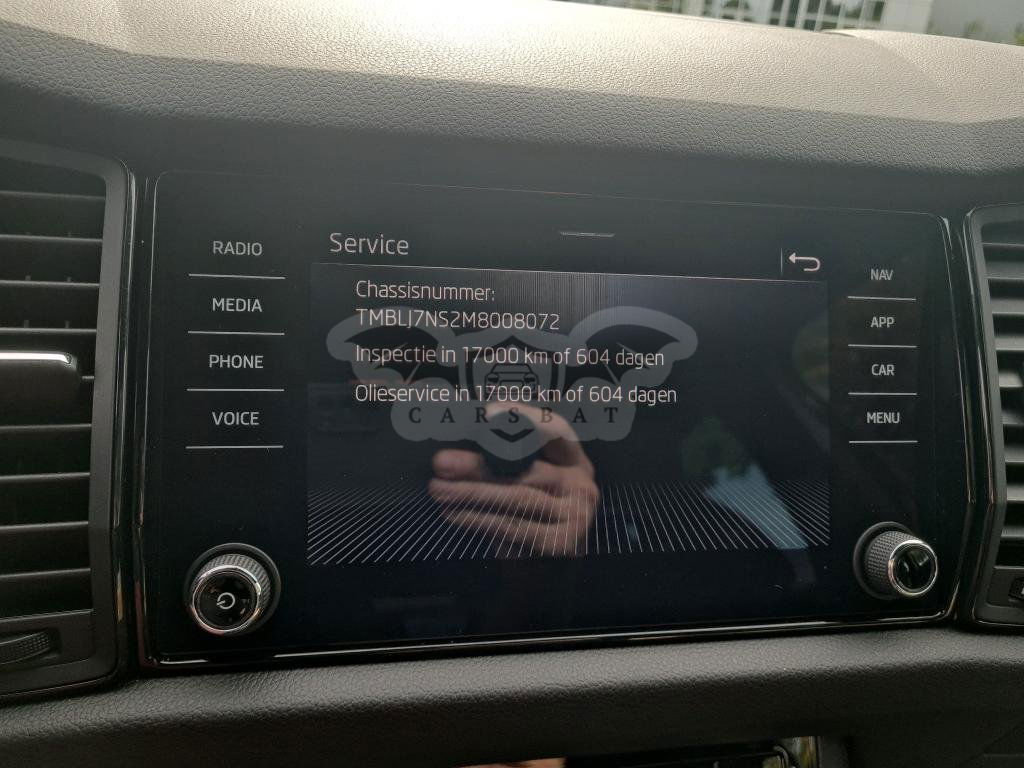 RADIO
MEDIA
PHONE
VOICE
Service
Chassisnummer:
TMBLJ7NS2M8008072
Inspectie in 17000 km of 604 dagen
Olieservice in 17000 km of 604 dagen
CARSBAT
NAV
APP
CAR
MENU